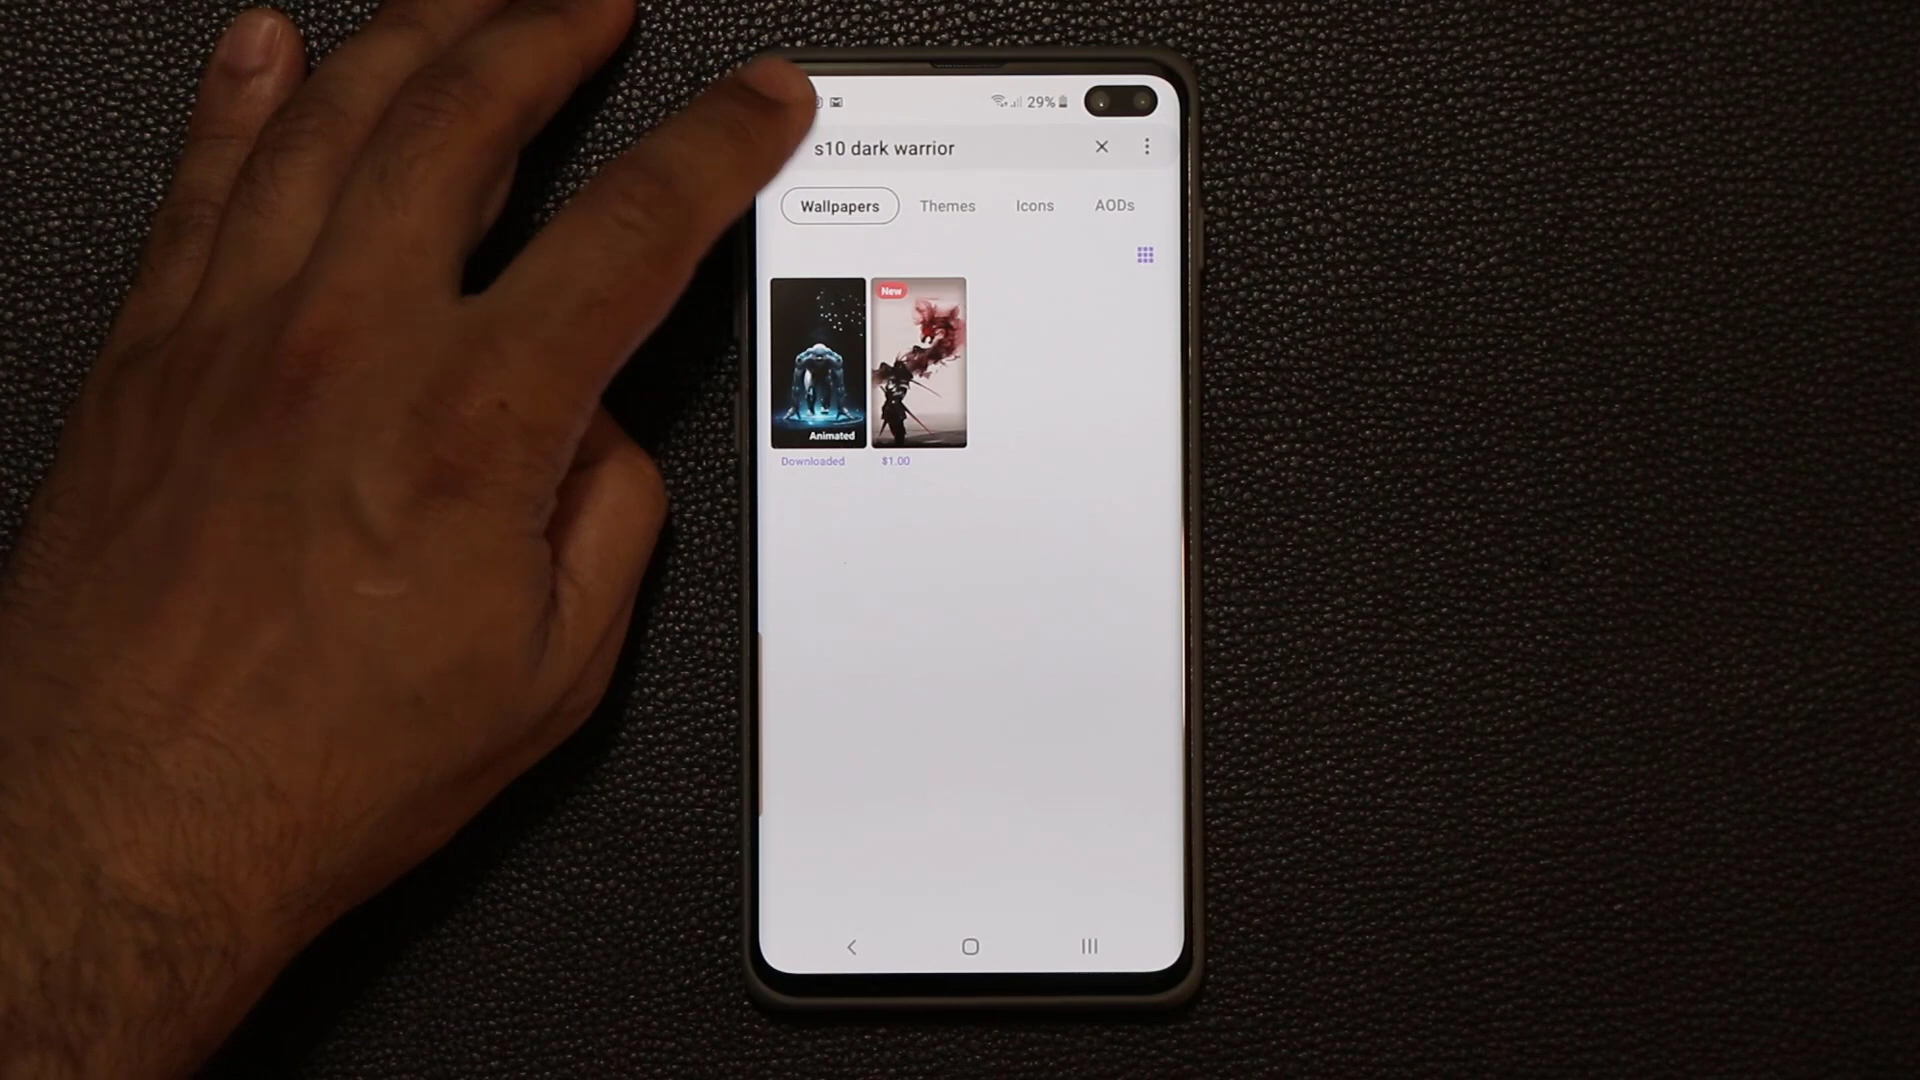 29%
s10 dark warrior
Wallpapers Themes Icons AODs
New
Animated
Downloaded $1.00